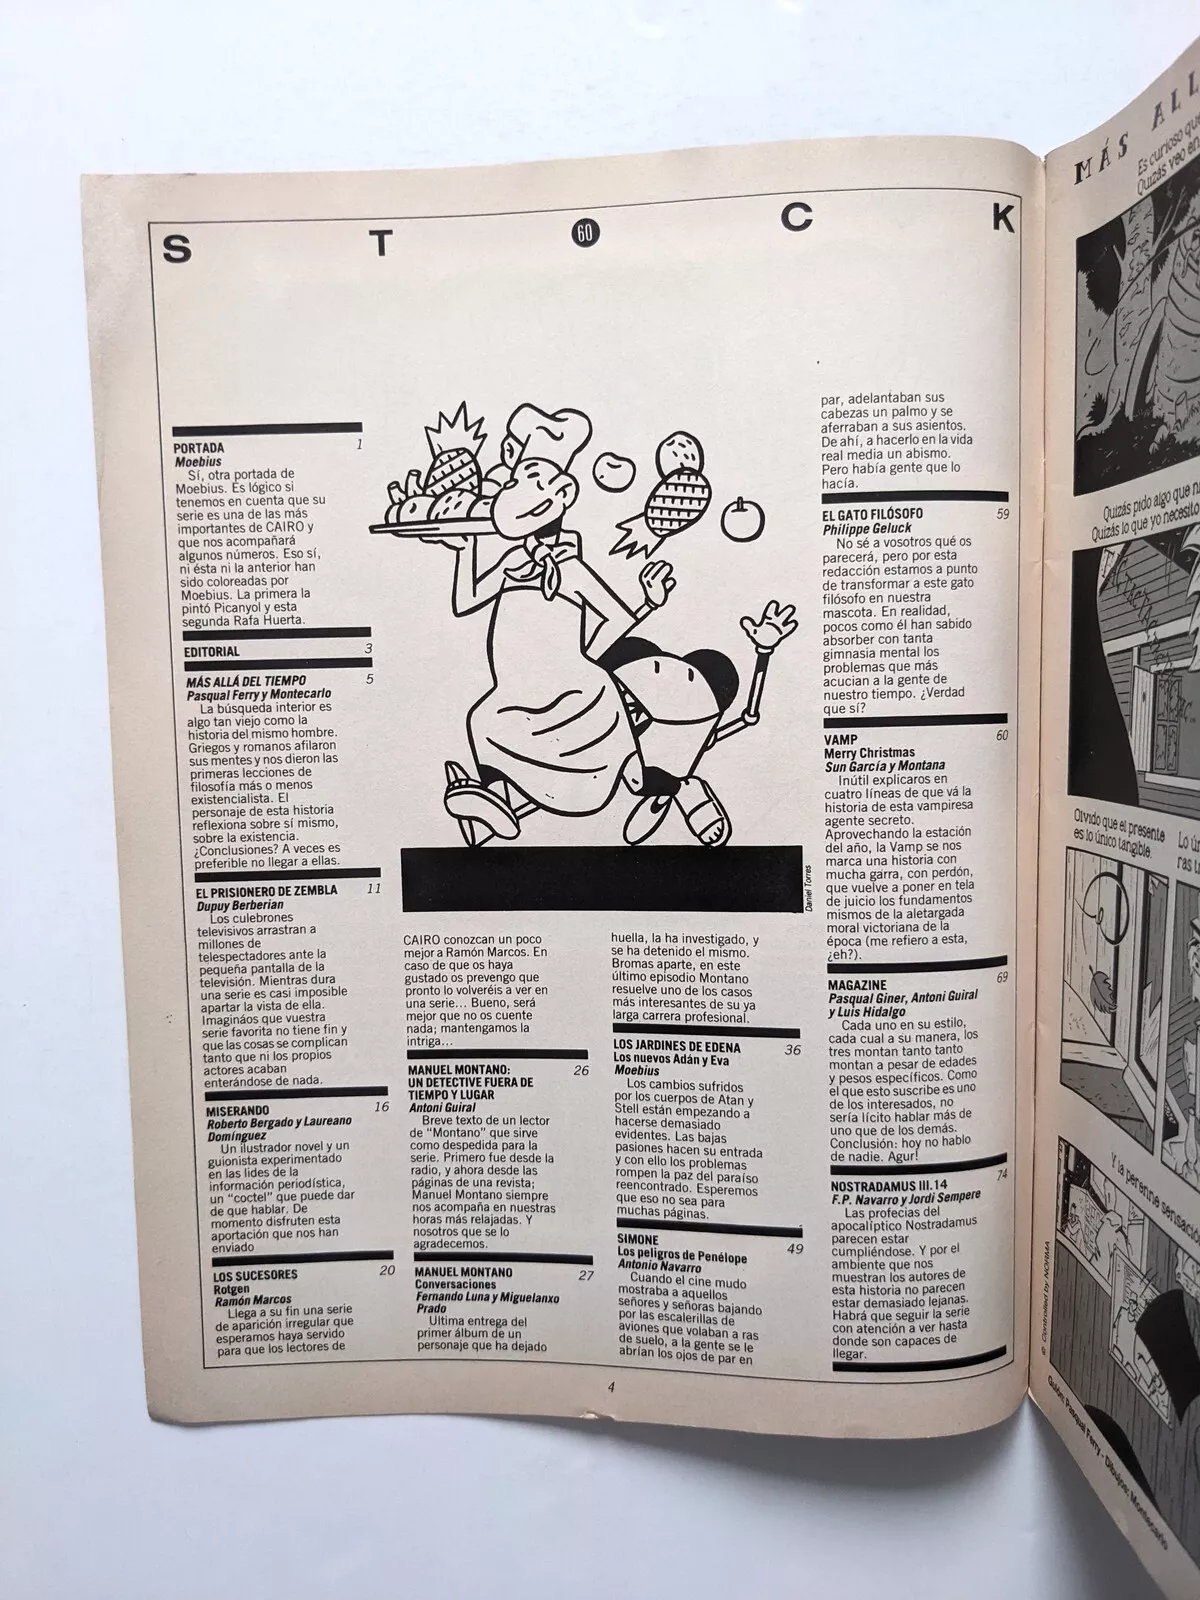 S T 60 C K
PORTADA 1
Moebius
Sí, otra portada de
Moebius. Es lógico si
tenemos en cuenta que su
serie es una de las más
importantes de CAIRO y
que nos acompañará
algunos números. Eso sí,
ni ésta ni la anterior han
sido coloreadas por
Moebius. La primera la
pintó Picanyol y esta
segunda Rafa Huerta.
EDITORIAL 3
MÁS ALLÁ DEL TIEMPO 5
Pasqual Ferry y Montecarlo
La búsqueda interior es
algo tan viejo como la
historia del mismo hombre.
Griegos y romanos afilaron
sus mentes y nos dieron las
primeras lecciones de
filosofía más o menos
existencialista. El
personaje de esta historia
reflexiona sobre sí mismo,
sobre la existencia.
¿Conclusiones? A veces es
preferible no llegar a ellas.
EL PRISIONERO DE ZEMBLA 11
Dupuy Berberian
Los culebrones
televisivos arrastran a
millones de
telespectadores ante la
pequeña pantalla de la
televisión. Mientras dura
una serie es casi imposible
apartar la vista de ella.
Imaginåos que vuestra
serie favorita no tiene fin y
que las cosas se complican
tanto que ni los propios
actores acaban
enterándose de nada.
MISERANDO 16
Roberto Bergado y Laureano
Domínguez
Un ilustrador novel y un
guionista experimentado
en las lides de la
información periodística,
un "coctel" que puede dar
de que hablar. De
momento disfruten esta
aportación que nos han
enviado
LOS SUCESORES 20
Rotgen
Ramón Marcos
Llega a su fin una serie
de aparición irregular que
esperamos haya servido
para que los lectores de
CAIRO conozcan un poco
mejor a Ramón Marcos. En
caso de que os haya
gustado os prevengo que
pronto lo volveréis a ver en
una serie... Bueno, será
mejor que no os cuente
nada; mantengamos la
intriga...
MANUEL MONTANO: 26
UN DETECTIVE FUERA DE
TIEMPO Y LUGAR
Antoni Guiral
Breve texto de un lector
de "Montano" que sirve
como despedida para la
serie. Primero fue desde la
radio, y ahora desde las
páginas de una revista;
Manuel Montano siempre
nos acompaña en nuestras
horas más relajadas. Y
nosotros que se lo
agradecemos.
MANUEL MONTANO 27
Conversaciones
Fernando Luna y Miguelanxo
Prado
Ultima entrega del
primer álbum de un
personaje que ha dejado
huella, la ha investigado, y
se ha detenido el mismo.
Bromas aparte, en este
último episodio Montano
resuelve uno de los casos
más interesantes de su ya
larga carrera profesional.
LOS JARDINES DE EDENA 36
Los nuevos Adán y Eva
Moebius
Los cambios sufridos
por los cuerpos de Atan y
Stell están empezando a
hacerse demasiado
evidentes. Las bajas
pasiones hacen su entrada
y con ello los problemas
rompen la paz del paraíso
reencontrado. Esperemos
que eso no sea para
muchas páginas.
SIMONE 49
Los peligros de Penélope
Antonio Navarro
Cuando el cine mudo
mostraba a aquellos
señores y señoras bajando
por las escalerillas de
aviones que volaban a ras
de suelo, a la gente se le
abrían los ojos de par en
par, adelantaban sus
cabezas un palmo y se
aferraban a sus asientos.
De ahí, a hacerlo en la vida
real media un abismo.
Pero había gente que lo
hacía.
EL GATO FILÓSOFO 59
Philippe Geluck
No sé a vosotros qué os
parecerá, pero por esta
redacción estamos a punto
de transformar a este gato
filósofo en nuestra
mascota. En realidad,
pocos como él han sabido
absorber con tanta
gimnasia mental los
problemas que más
acucian a la gente de
nuestro tiempo. ¿Verdad
que sí?
VAMP 60
Merry Christmas
Sun García y Montana
Inútil explicaros en
cuatro líneas de que vá la
historia de esta vampiresa
agente secreto.
Aprovechando la estación
del año, la Vamp se nos
marca una historia con
mucha garra, con perdón,
que vuelve a poner en tela
de juicio los fundamentos
mismos de la aletargada
moral victoriana de la
época (me refiero a esta,
¿eh?).
MAGAZINE 69
Pasqual Giner, Antoni Guiral
y Luis Hidalgo
Cada uno en su estilo,
cada cual a su manera, los
tres montan tanto tanto
montan a pesar de edades
y pesos específicos. Como
el que esto suscribe es uno
de los interesados, no
sería lícito hablar más de
uno que de los demás.
Conclusión: hoy no hablo
de nadie. Agur!
NOSTRADAMUS III.14 74
F.P. Navarro y Jordi Sempere
Las profecías del
apocalíptico Nostradamus
parecen estar
cumpliéndose. Y por el
ambiente que nos
muestran los autores de
esta historia no parecen
estar demasiado lejanas.
Habrá que seguir la serie
con atención a ver hasta
donde son capaces de
llegar.
Daniel Torres
4
MÁS ALL
Es curioso que
Quizás veo en
Quizás pido algo que n
Quizás lo que yo necesito
Olvido que el presente
es lo único tangible.
Lo ún
ras
Y la perenne sensació
© Controlled by NORMA
Guión: Pasqual Ferry - Dibujos: Montecarlo